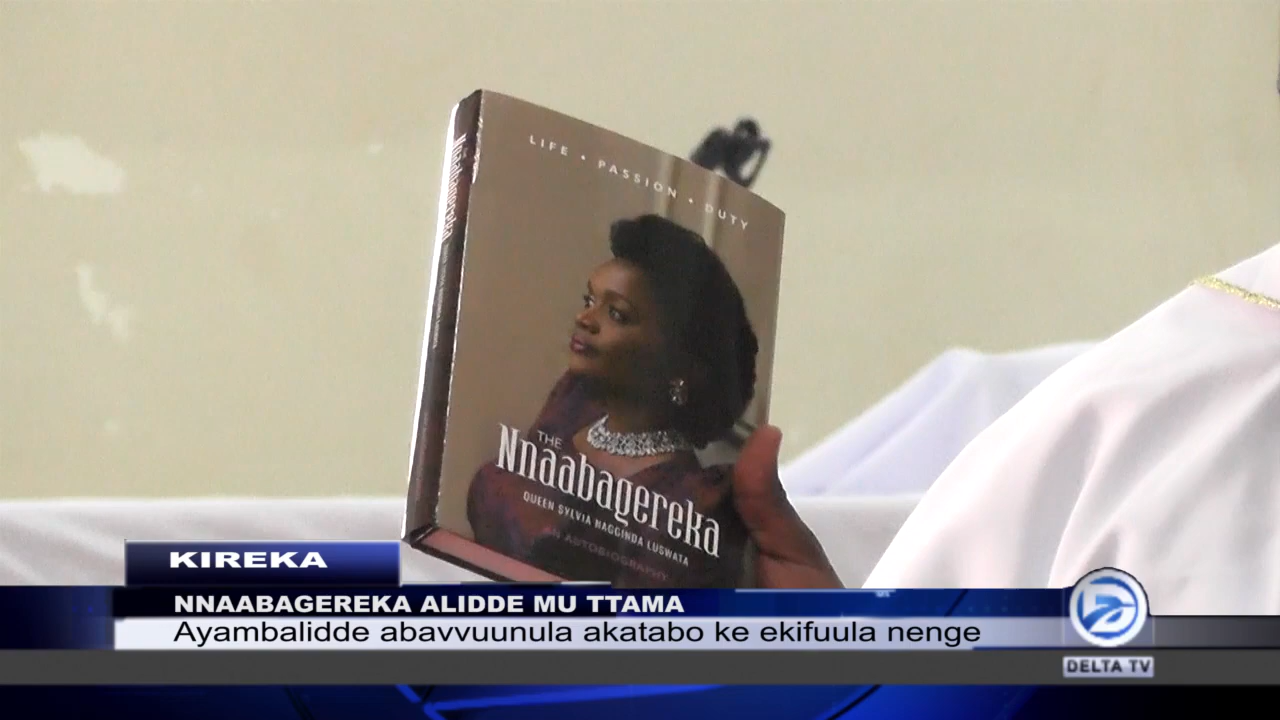 LIFE • PASSION • DUTY
Nnaabagereka
THE
Nnaabagereka
QUEEN SYLVIA NAGGINDA LUSWATA
AN AUTOBIOGRAPHY
KIREKA
NNAABAGEREKA ALIDDE MU TTAMA
Ayambalidde abavvuunula akatabo ke ekifuula nenge
DELTA TV